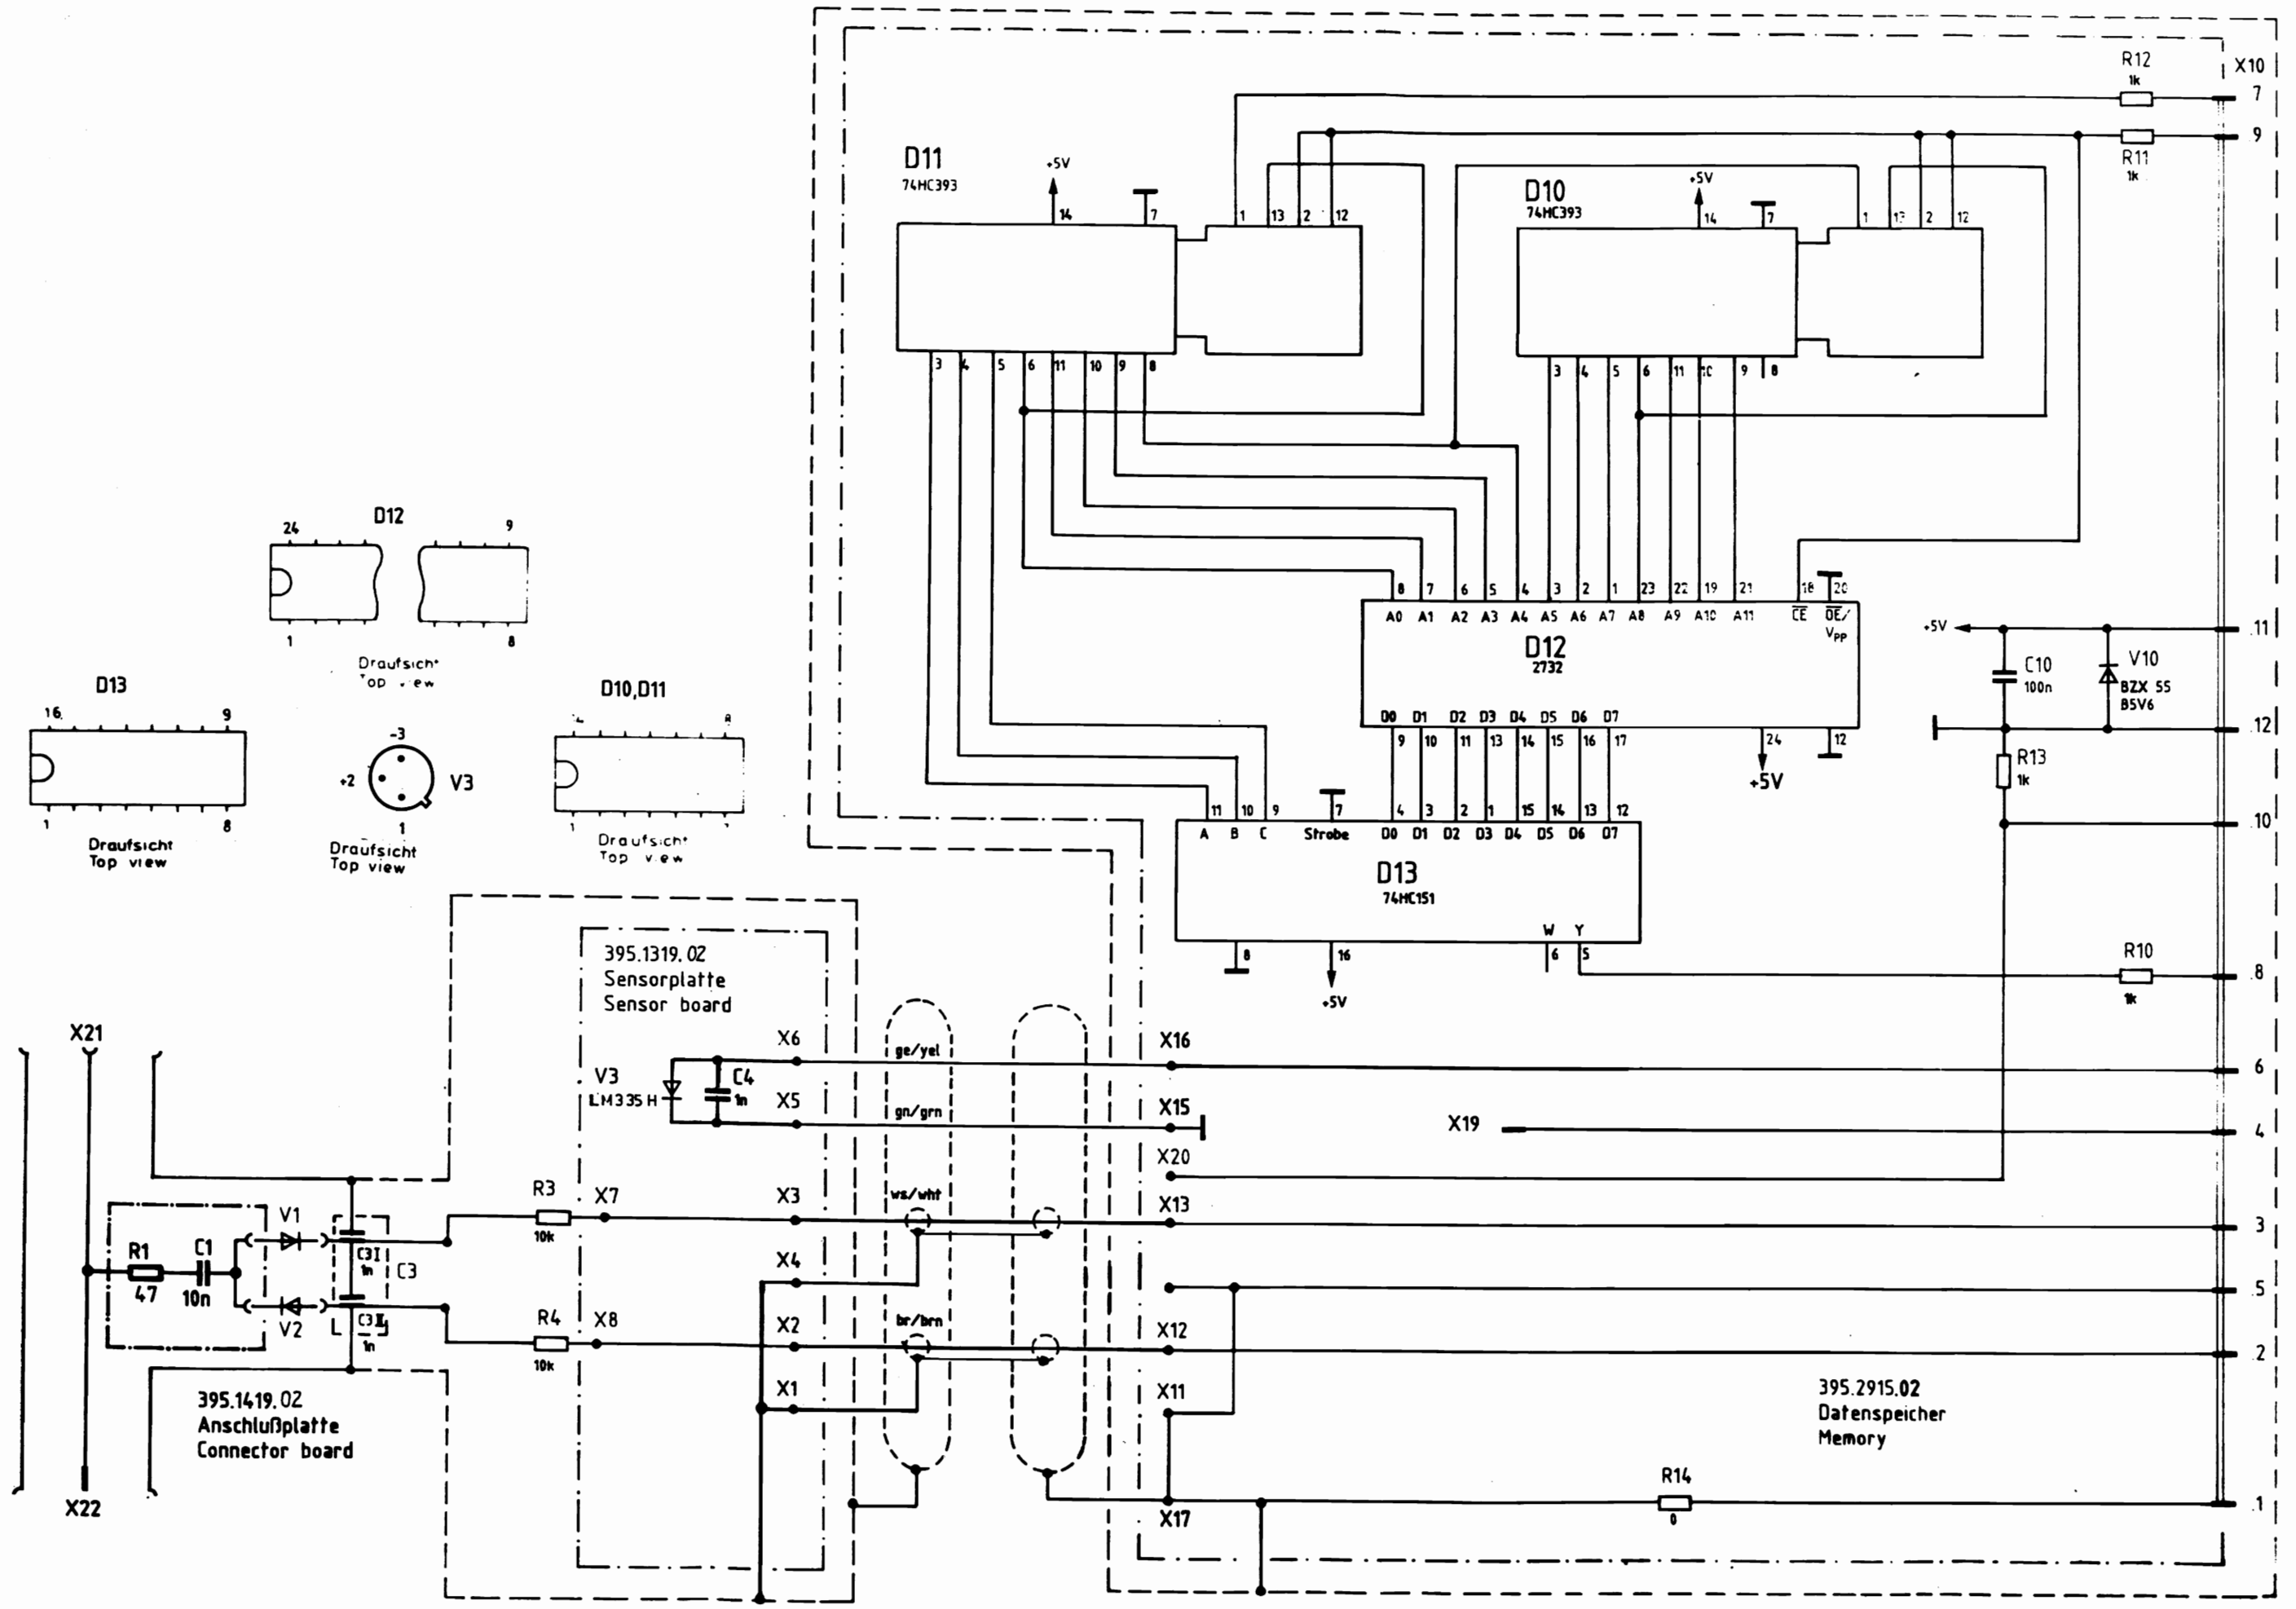 R12
1k
X10
7
9
R11
1k
D11
74HC393
+5V
14
7
1
13
2
12
D10
74HC393
+5V
14
7
1
13
2
12
3
4
5
6
11
10
9
8
3
4
5
6
11
10
9
8
D12
24
9
1
8
Draufsicht
Top view
8
7
6
5
4
3
2
1
23
22
19
21
18
20
A0
A1
A2
A3
A4
A5
A6
A7
A8
A9
A10
A11
CE
OE/
VPP
D12
2732
+5V
.11
C10
100n
V10
BZX 55
B5V6
D0
D1
D2
D3
D4
D5
D6
D7
9
10
11
13
14
15
16
17
24
12
+5V
.12
R13
1k
D13
16
9
1
8
Draufsicht
Top view
-3
+2
V3
1
Draufsicht
Top view
D10,D11
8
1
Draufsicht
Top view
11
10
9
7
4
3
2
1
15
14
13
12
.10
A
B
C
Strobe
D0
D1
D2
D3
D4
D5
D6
D7
D13
74HC151
W
Y
8
16
6
5
+5V
R10
1k
.8
395.1319.02
Sensorplatte
Sensor board
X21
X6
ge/yel
X16
6
V3
LM335H
C4
1n
X5
gn/grn
X15
X19
4
X20
R3
10k
X7
X3
ws/wht
X13
3
V1
R1
47
C1
10n
C3I
1n
C3
X4
.5
V2
C3II
1n
R4
10k
X8
X2
br/brn
X12
.2
X1
X11
395.1419.02
Anschlußplatte
Connector board
395.2915.02
Datenspeicher
Memory
X22
R14
0
X17
.1